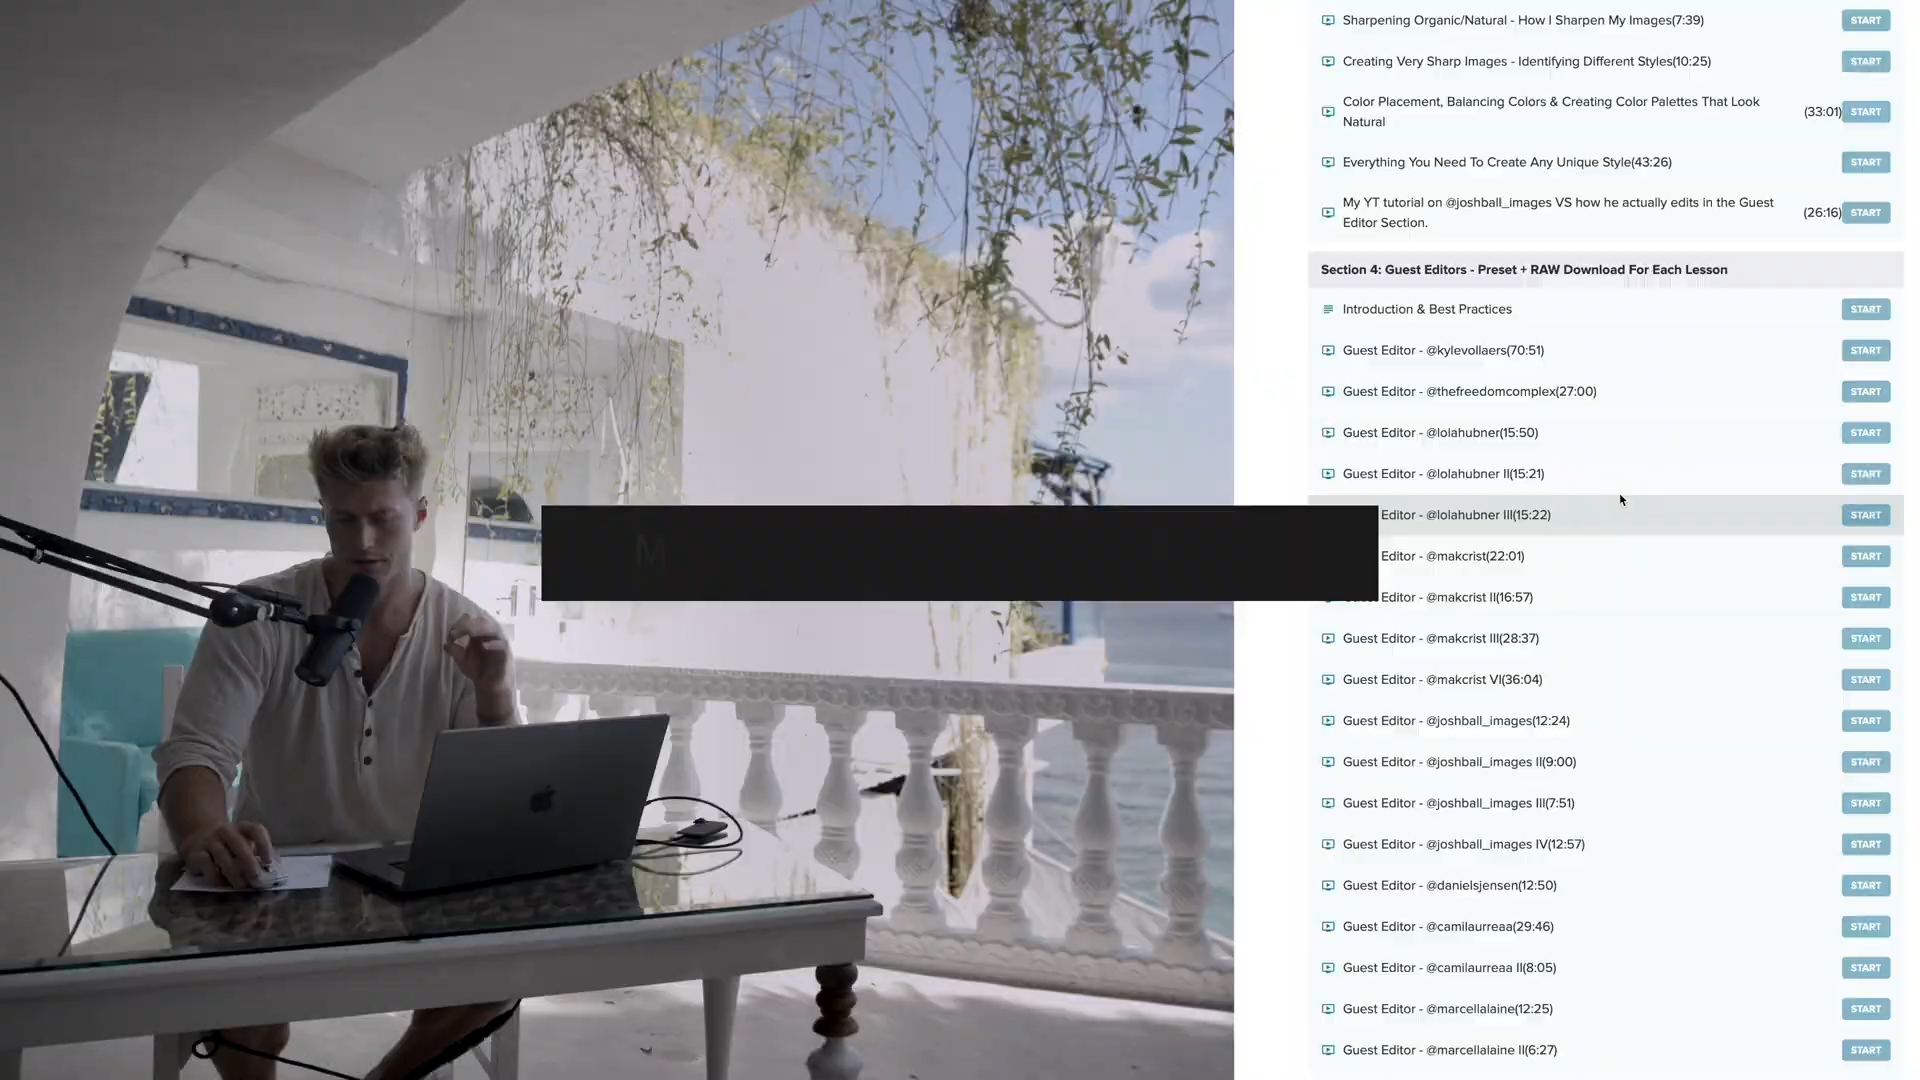 Sharpening Organic/Natural - How I Sharpen My Images(7:39) START
Creating Very Sharp Images - Identifying Different Styles(10:25) START
Color Placement, Balancing Colors & Creating Color Palettes That Look
Natural
(33:01) START
Everything You Need To Create Any Unique Style(43:26) START
My YT tutorial on @joshball_images VS how he actually edits in the Guest
Editor Section.
(26:16) START
Section 4: Guest Editors - Preset + RAW Download For Each Lesson
Introduction & Best Practices START
Guest Editor - @kylevollaers(70:51) START
Guest Editor - @thefreedomcomplex(27:00) START
Guest Editor - @lolahubner(15:50) START
Guest Editor - @lolahubner II(15:21) START
Editor - @lolahubner III(15:22) START
M
Editor - @makcrist(22:01) START
Editor - @makcrist II(16:57) START
Guest Editor - @makcrist III(28:37) START
Guest Editor - @makcrist VI(36:04) START
Guest Editor - @joshball_images(12:24) START
Guest Editor - @joshball_images II(9:00) START
Guest Editor - @joshball_images III(7:51) START
Guest Editor - @joshball_images IV(12:57) START
Guest Editor - @danielsjensen(12:50) START
Guest Editor - @camilaurreaa(29:46) START
Guest Editor - @camilaurreaa II(8:05) START
Guest Editor - @marcellalaine(12:25) START
Guest Editor - @marcellalaine II(6:27) START